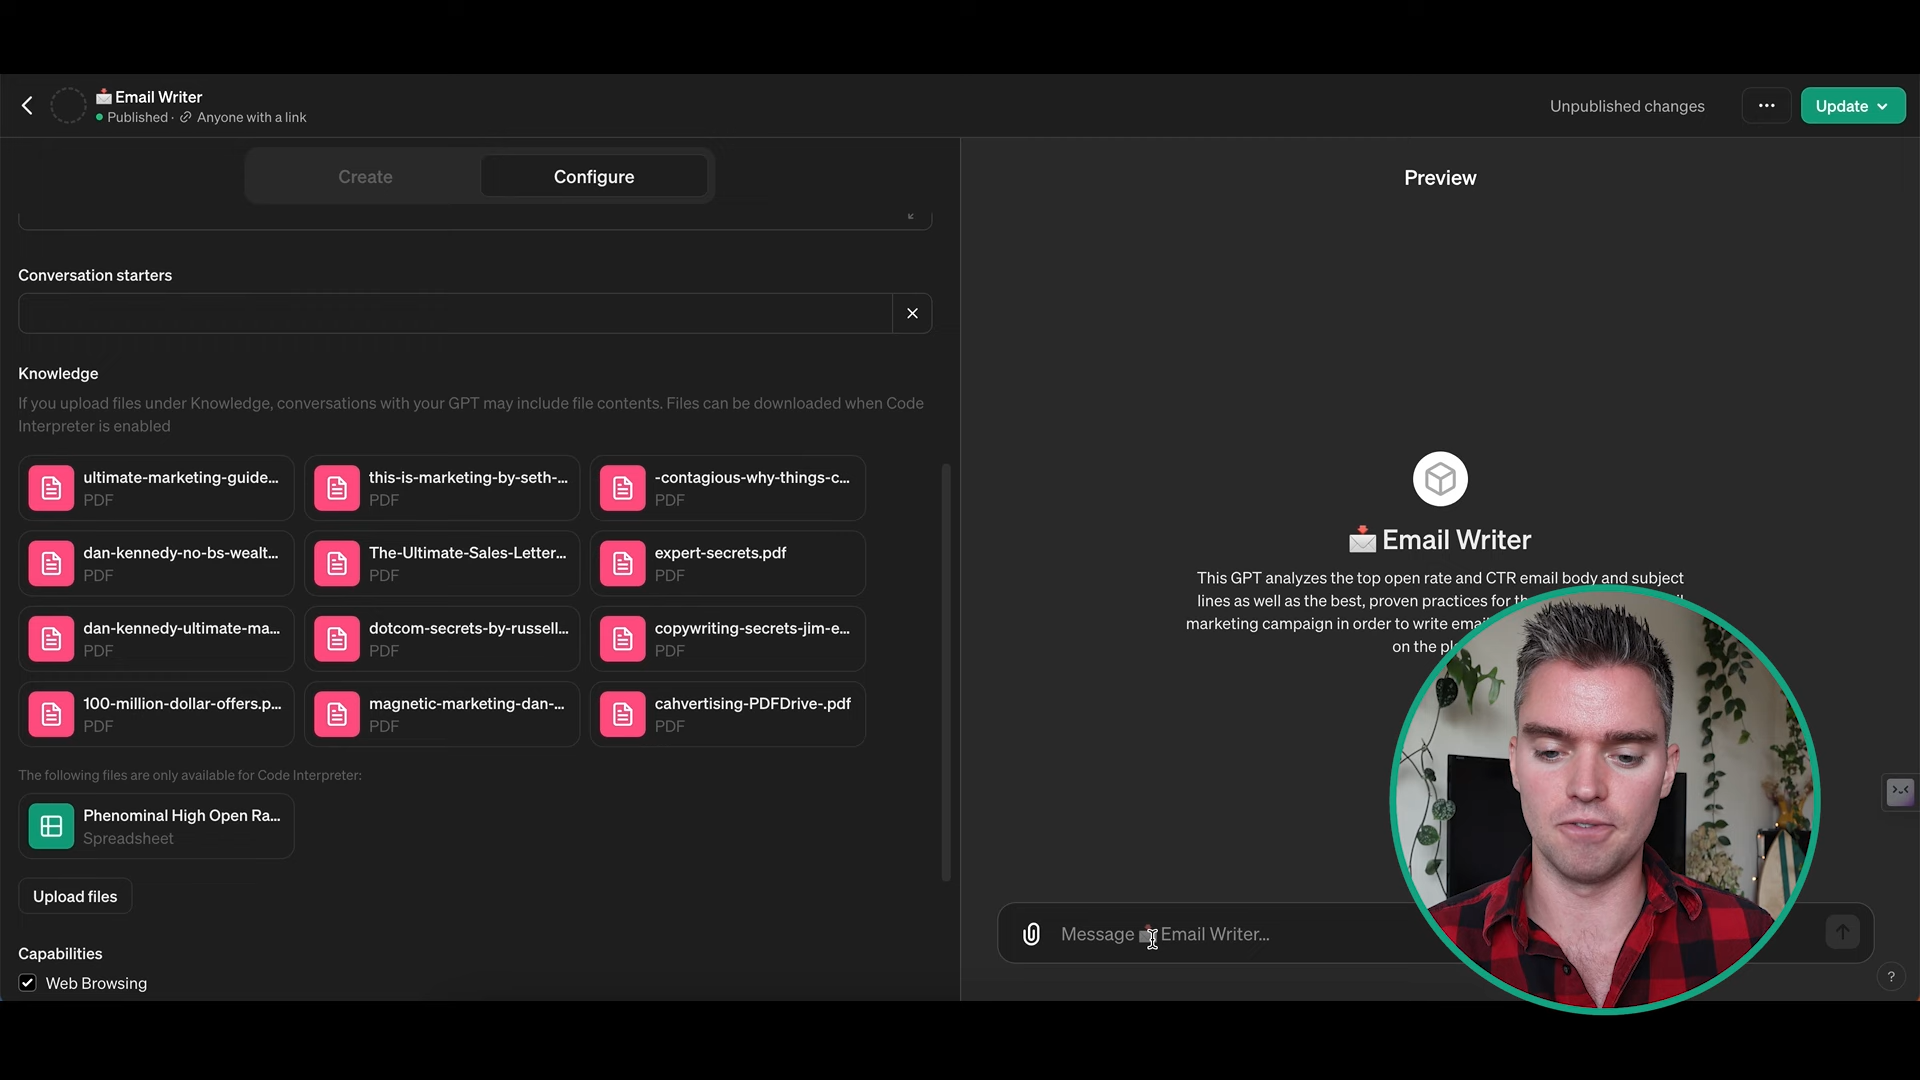 Email Writer
Published · Anyone with a link
Unpublished changes
Update
Create
Configure
Preview
Conversation starters
Knowledge
If you upload files under Knowledge, conversations with your GPT may include file contents. Files can be downloaded when Code
Interpreter is enabled
ultimate-marketing-guide...
PDF
this-is-marketing-by-seth-...
PDF
-contagious-why-things-c...
PDF
dan-kennedy-no-bs-wealt...
PDF
The-Ultimate-Sales-Letter...
PDF
expert-secrets.pdf
PDF
dan-kennedy-ultimate-ma...
PDF
dotcom-secrets-by-russell...
PDF
copywriting-secrets-jim-e...
PDF
100-million-dollar-offers.p...
PDF
magnetic-marketing-dan-...
PDF
cahvertising-PDFDrive-.pdf
PDF
The following files are only available for Code Interpreter:
Phenominal High Open Ra...
Spreadsheet
Upload files
Capabilities
Web Browsing
Email Writer
This GPT analyzes the top open rate and CTR email body and subject
lines as well as the best, proven practices for
marketing campaign in order to write
on the
Message Email Writer...
?